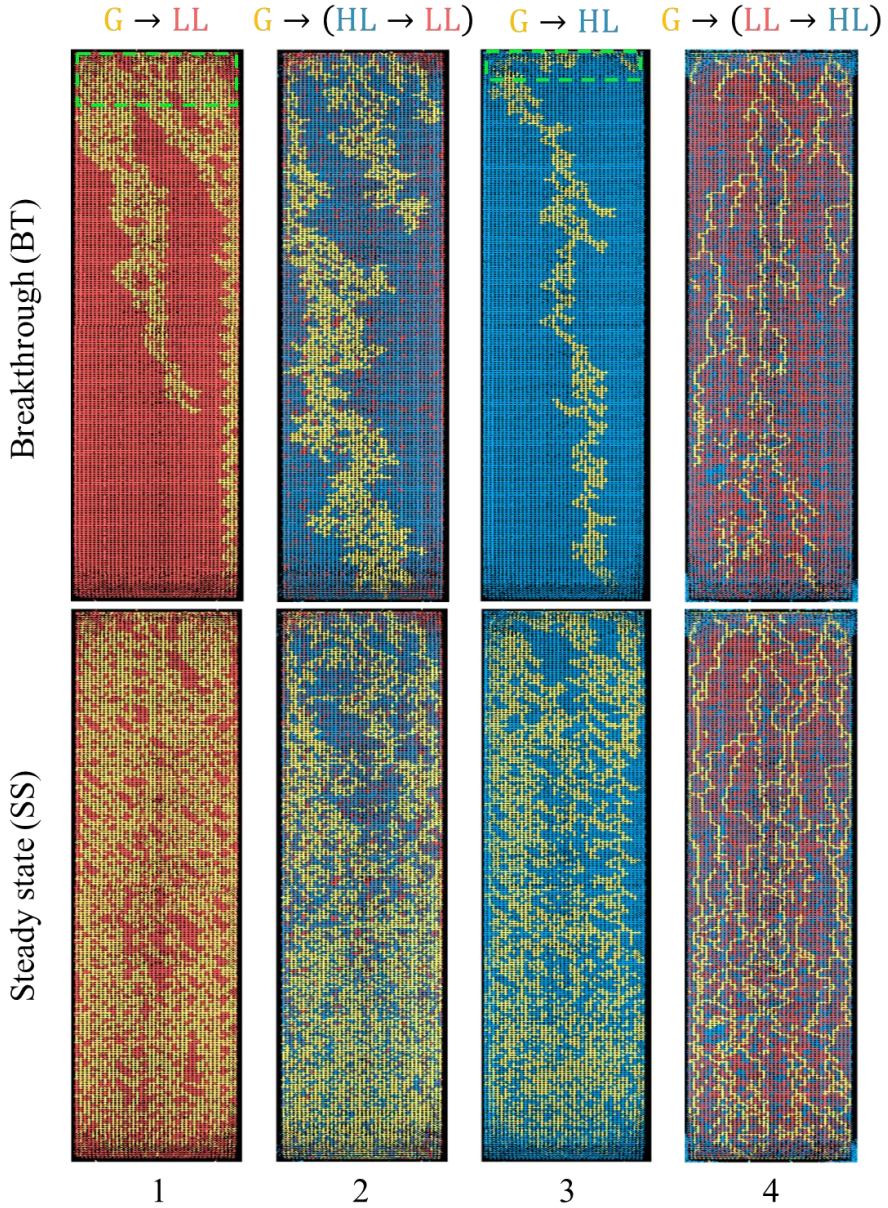 G → LL
G → (HL → LL)
G → HL
G → (LL → HL)
Breakthrough (BT)
Steady state (SS)
1
2
3
4